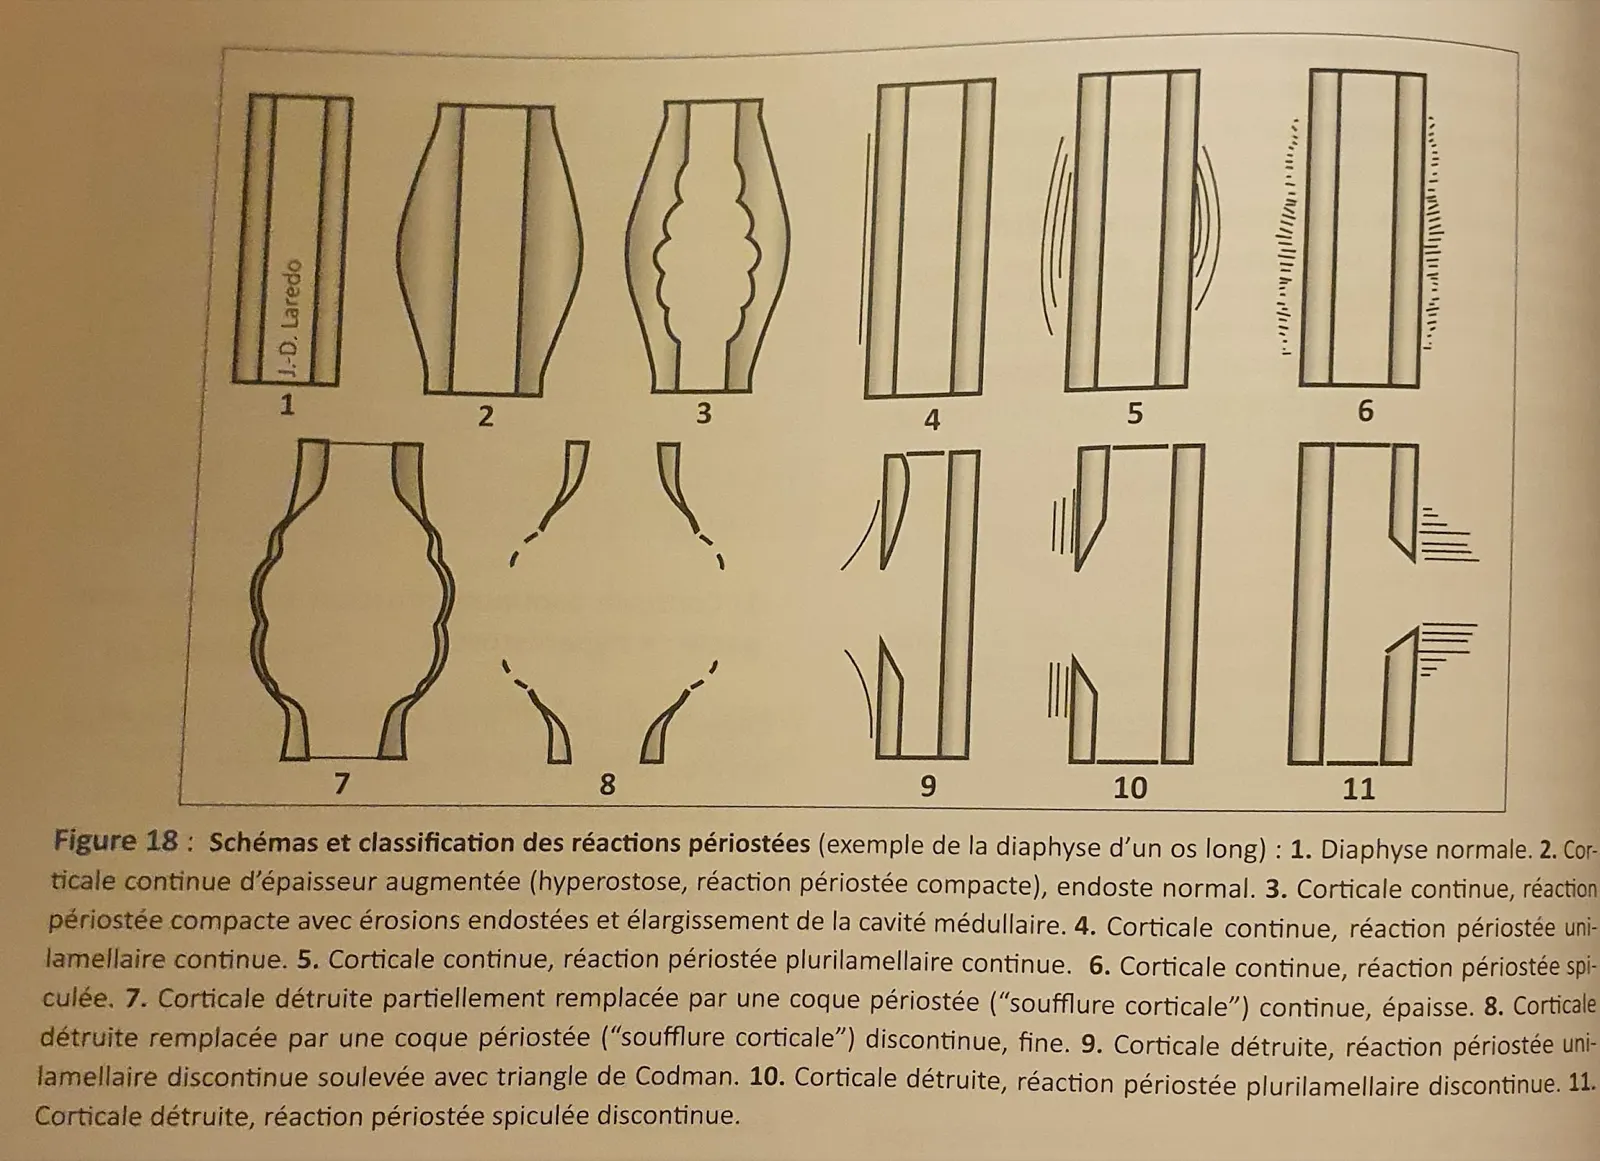 J.-D. Laredo
1
2
3
4
5
6
7
8
9
10
11
Figure 18 : Schémas et classification des réactions périostées (exemple de la diaphyse d'un os long) : 1. Diaphyse normale. 2. Cor-
ticale continue d'épaisseur augmentée (hyperostose, réaction périostée compacte), endoste normal. 3. Corticale continue, réaction
périostée compacte avec érosions endostées et élargissement de la cavité médullaire. 4. Corticale continue, réaction périostée uni-
lamellaire continue. 5. Corticale continue, réaction périostée plurilamellaire continue. 6. Corticale continue, réaction périostée spi-
culée. 7. Corticale détruite partiellement remplacée par une coque périostée ("soufflure corticale") continue, épaisse. 8. Corticale
détruite remplacée par une coque périostée ("soufflure corticale") discontinue, fine. 9. Corticale détruite, réaction périostée uni-
lamellaire discontinue soulevée avec triangle de Codman. 10. Corticale détruite, réaction périostée plurilamellaire discontinue. 11.
Corticale détruite, réaction périostée spiculée discontinue.